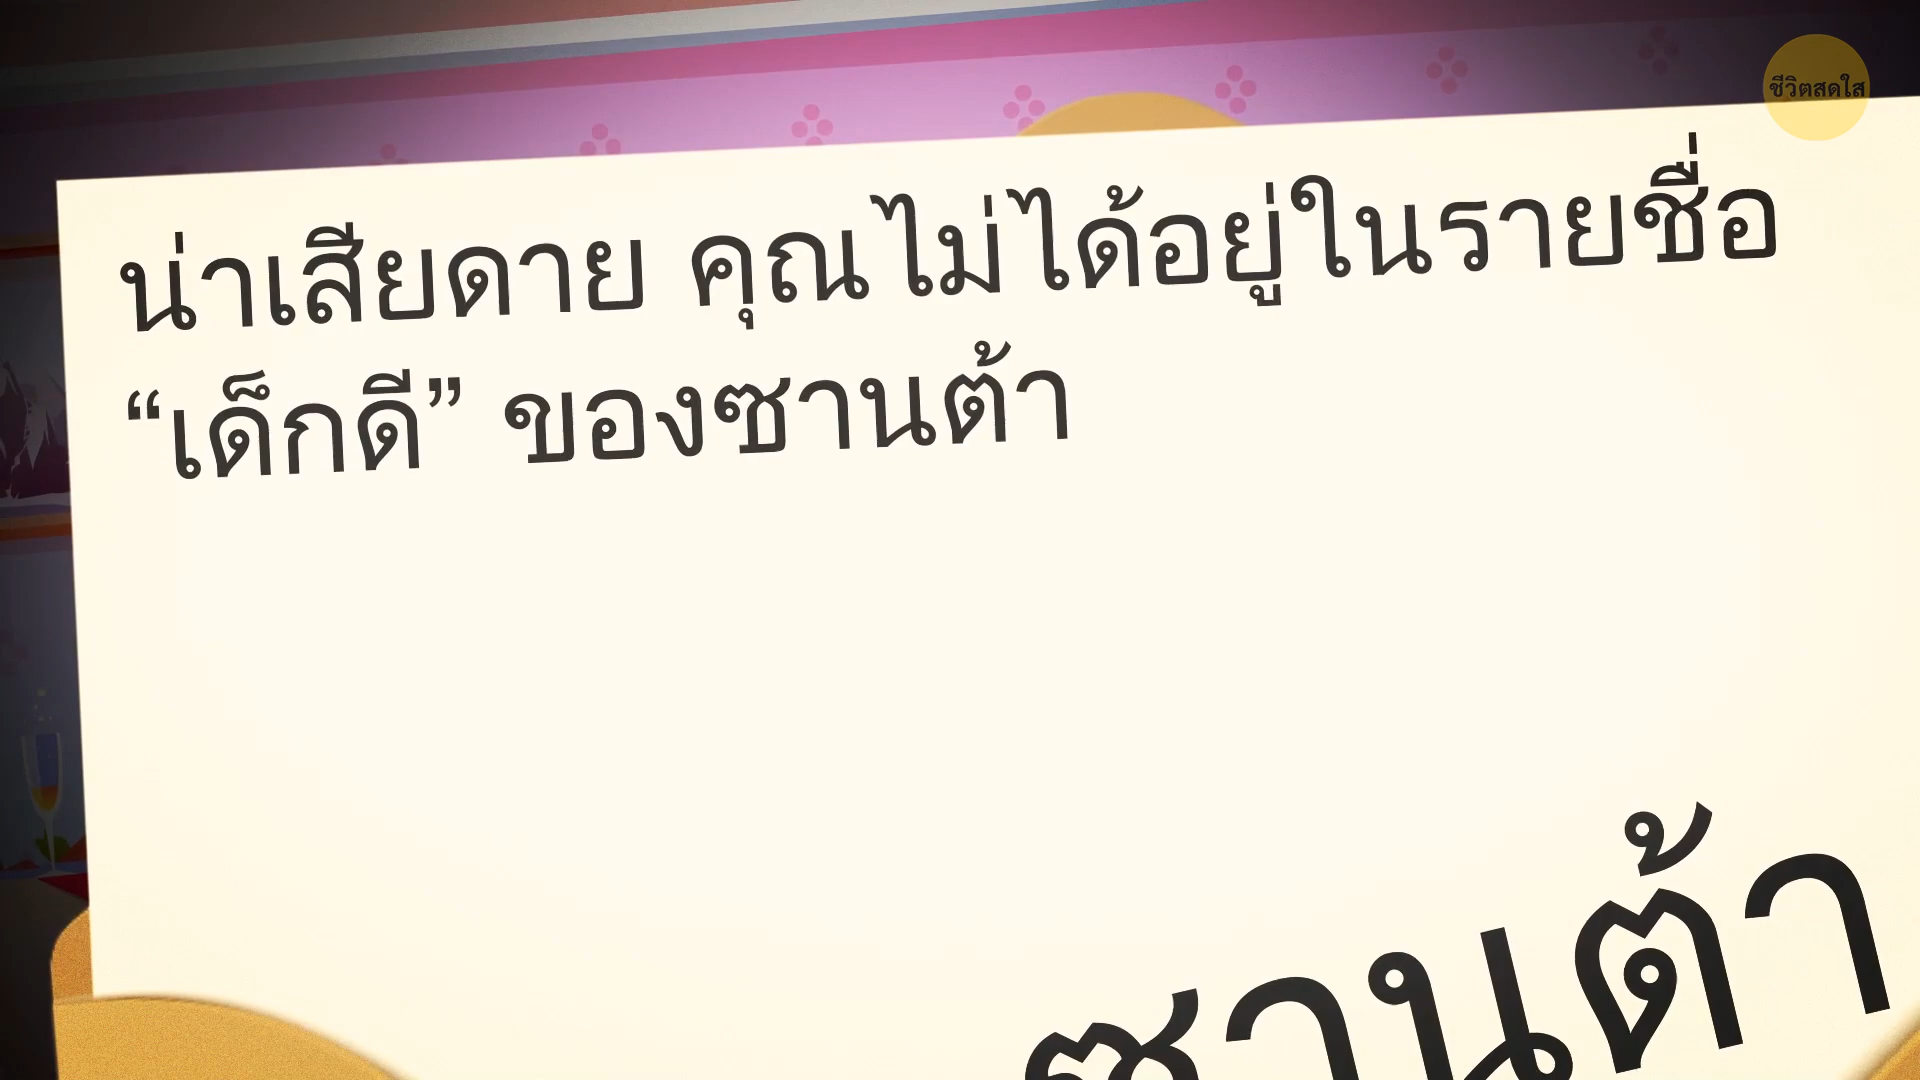 ชีวิตสดใส
น่าเสียดาย คุณไม่ได้อยู่ในรายชื่อ
“เด็กดี” ของซานต้า
ซานต้า